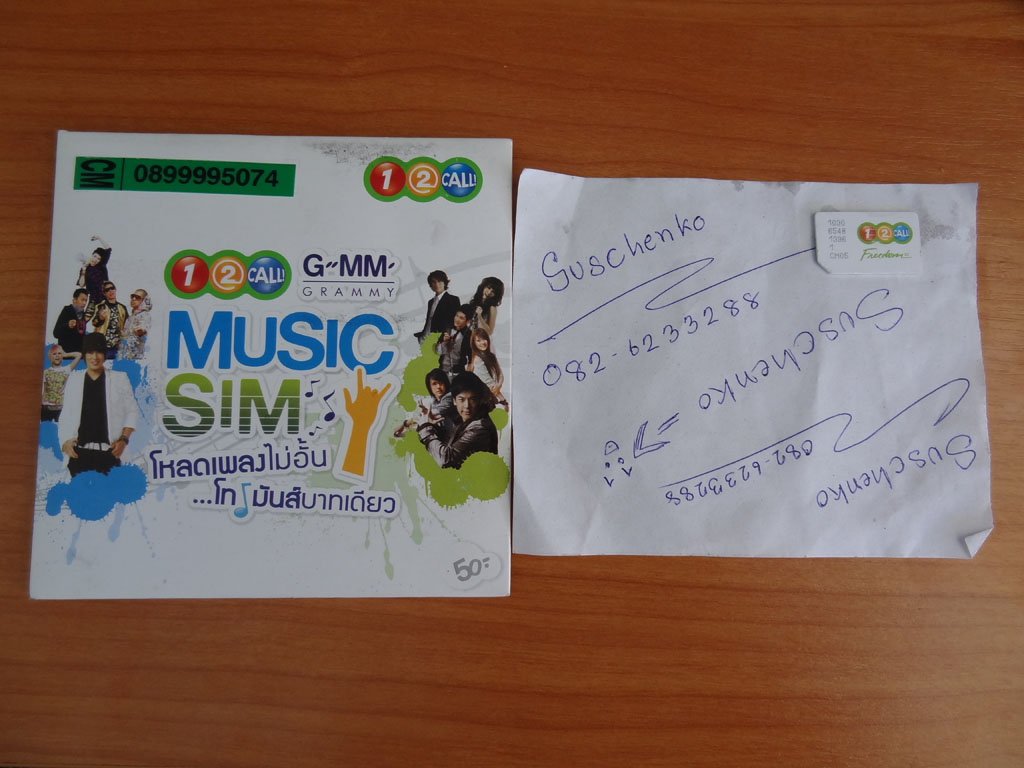 CM 0899995074
1 2 CALL!
1 2 CALL!
G"MM'
GRAMMY
MUSIC
SIM
โหลดเพลงไม่อั้น
...โทรมันส์บาทเดียว
50.-
Suschenko
082-6233288
Suschenko
082-6233288
Suschenko
1 2 CALL!
Freedom